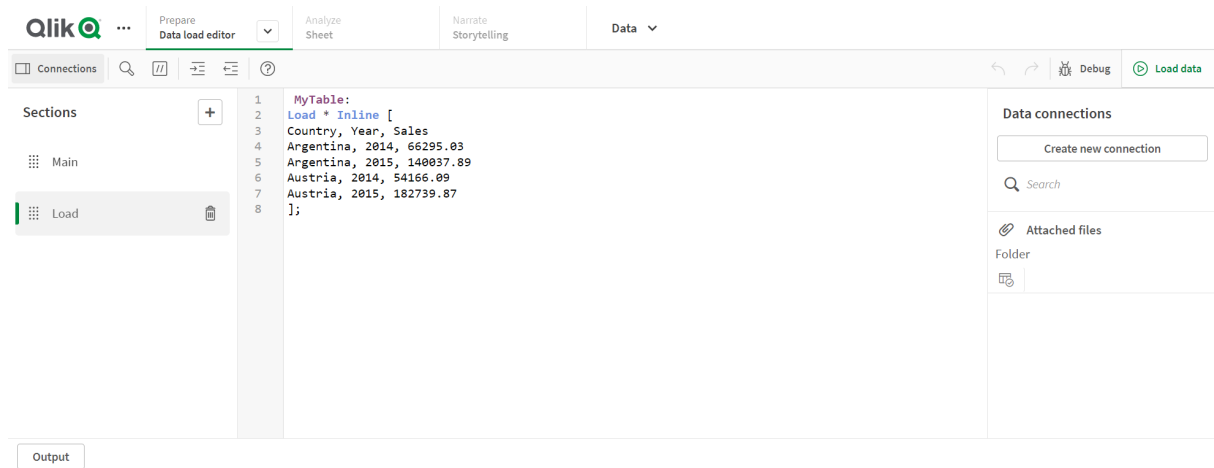 Qlik
Prepare
Data load editor
Analyze
Sheet
Narrate
Storytelling
Data
Connections
//
?
Debug
Load data
Sections
+
Main
Load
1 MyTable:
2 Load * Inline [
3 Country, Year, Sales
4 Argentina, 2014, 66295.03
5 Argentina, 2015, 140037.89
6 Austria, 2014, 54166.09
7 Austria, 2015, 182739.87
8 ];
Data connections
Create new connection
Search
Attached files
Folder
Output